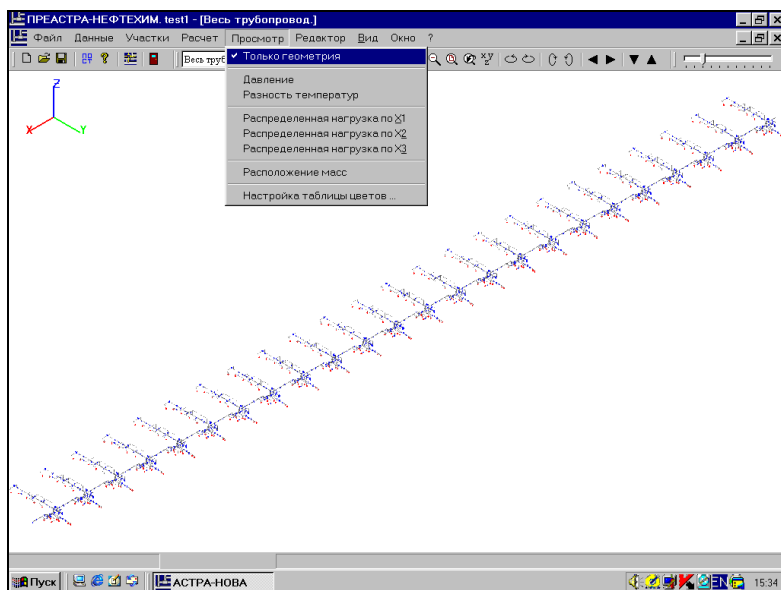 ПРЕАСТРА-НЕФТЕХИМ. test1 - [Весь трубопровод.]
Файл Данные Участки Расчет Просмотр Редактор Вид Окно ?
Весь труб
Только геометрия
Давление
Разность температур
Распределенная нагрузка по X1
Распределенная нагрузка по X2
Распределенная нагрузка по X3
Расположение масс
Настройка таблицы цветов ...
Z
X Y
Пуск АСТРА-НОВА EN 15:34